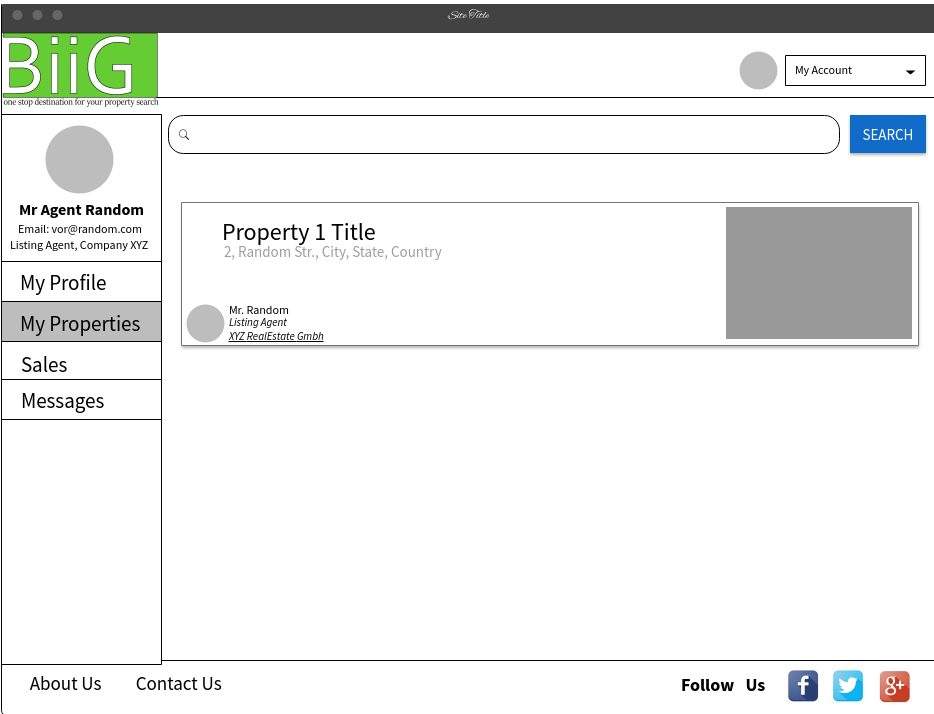 Site Title
BiiG
one stop destination for your property search
My Account
SEARCH
Mr Agent Random
Email: vor@random.com
Listing Agent, Company XYZ
My Profile
My Properties
Sales
Messages
Property 1 Title
2, Random Str., City, State, Country
Mr. Random
Listing Agent
XYZ RealEstate Gmbh
About Us
Contact Us
Follow Us
f
g+